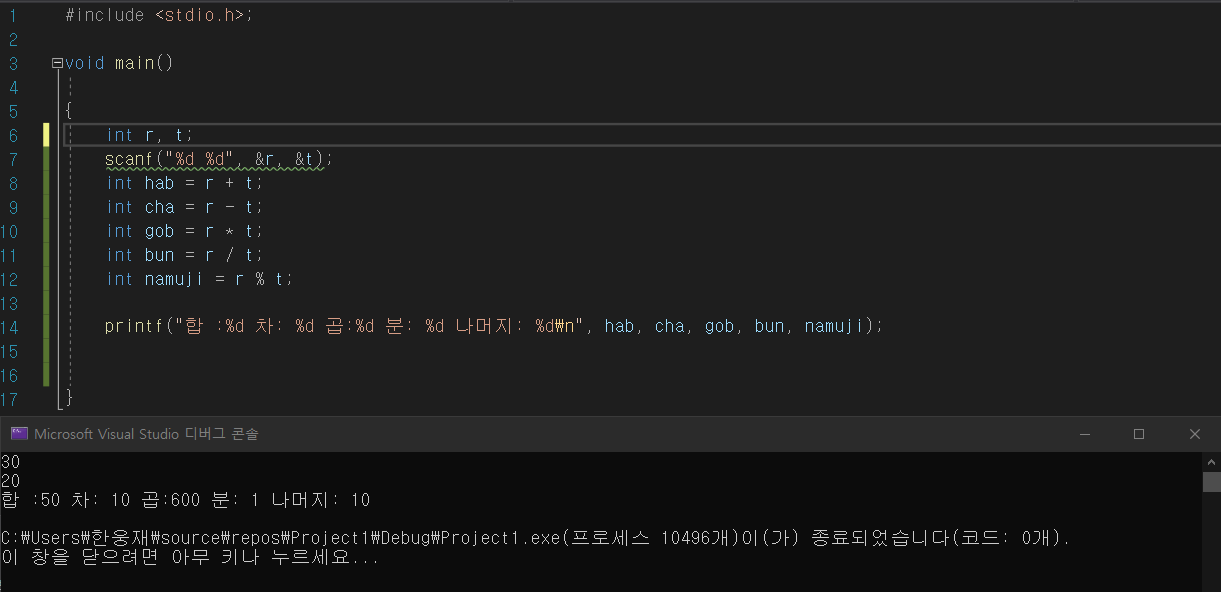 1 #include <stdio.h>;
2
3 void main()
4
5 {
6 int r, t;
7 scanf("%d %d", &r, &t);
8 int hab = r + t;
9 int cha = r - t;
10 int gob = r * t;
11 int bun = r / t;
12 int namuji = r % t;
13
14 printf("합 :%d 차: %d 곱:%d 분: %d 나머지: %d₩n", hab, cha, gob, bun, namuji);
15
16
17 }
Microsoft Visual Studio 디버그 콘솔
30
20
합 :50 차: 10 곱:600 분: 1 나머지: 10
C:₩Users₩한웅재₩source₩repos₩Project1₩Debug₩Project1.exe(프로세스 10496개)이(가) 종료되었습니다(코드: 0개).
이 창을 닫으려면 아무 키나 누르세요...